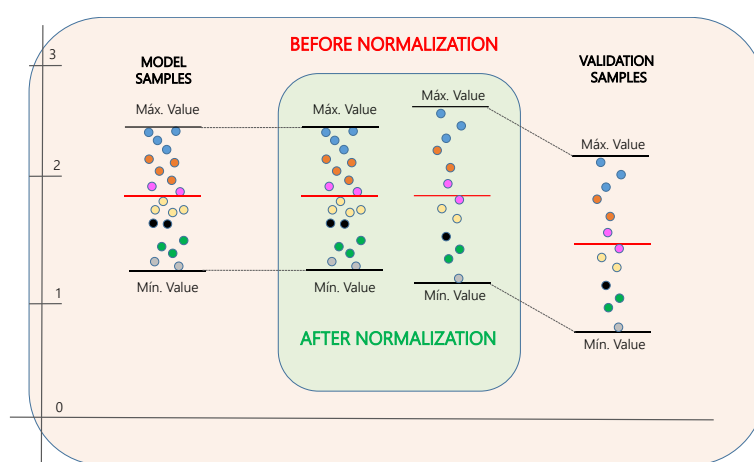 BEFORE NORMALIZATION
3
MODEL
SAMPLES
VALIDATION
SAMPLES
Máx. Value
Máx. Value
Máx. Value
Máx. Value
2
1
Mín. Value
Mín. Value
Mín. Value
Mín. Value
AFTER NORMALIZATION
0